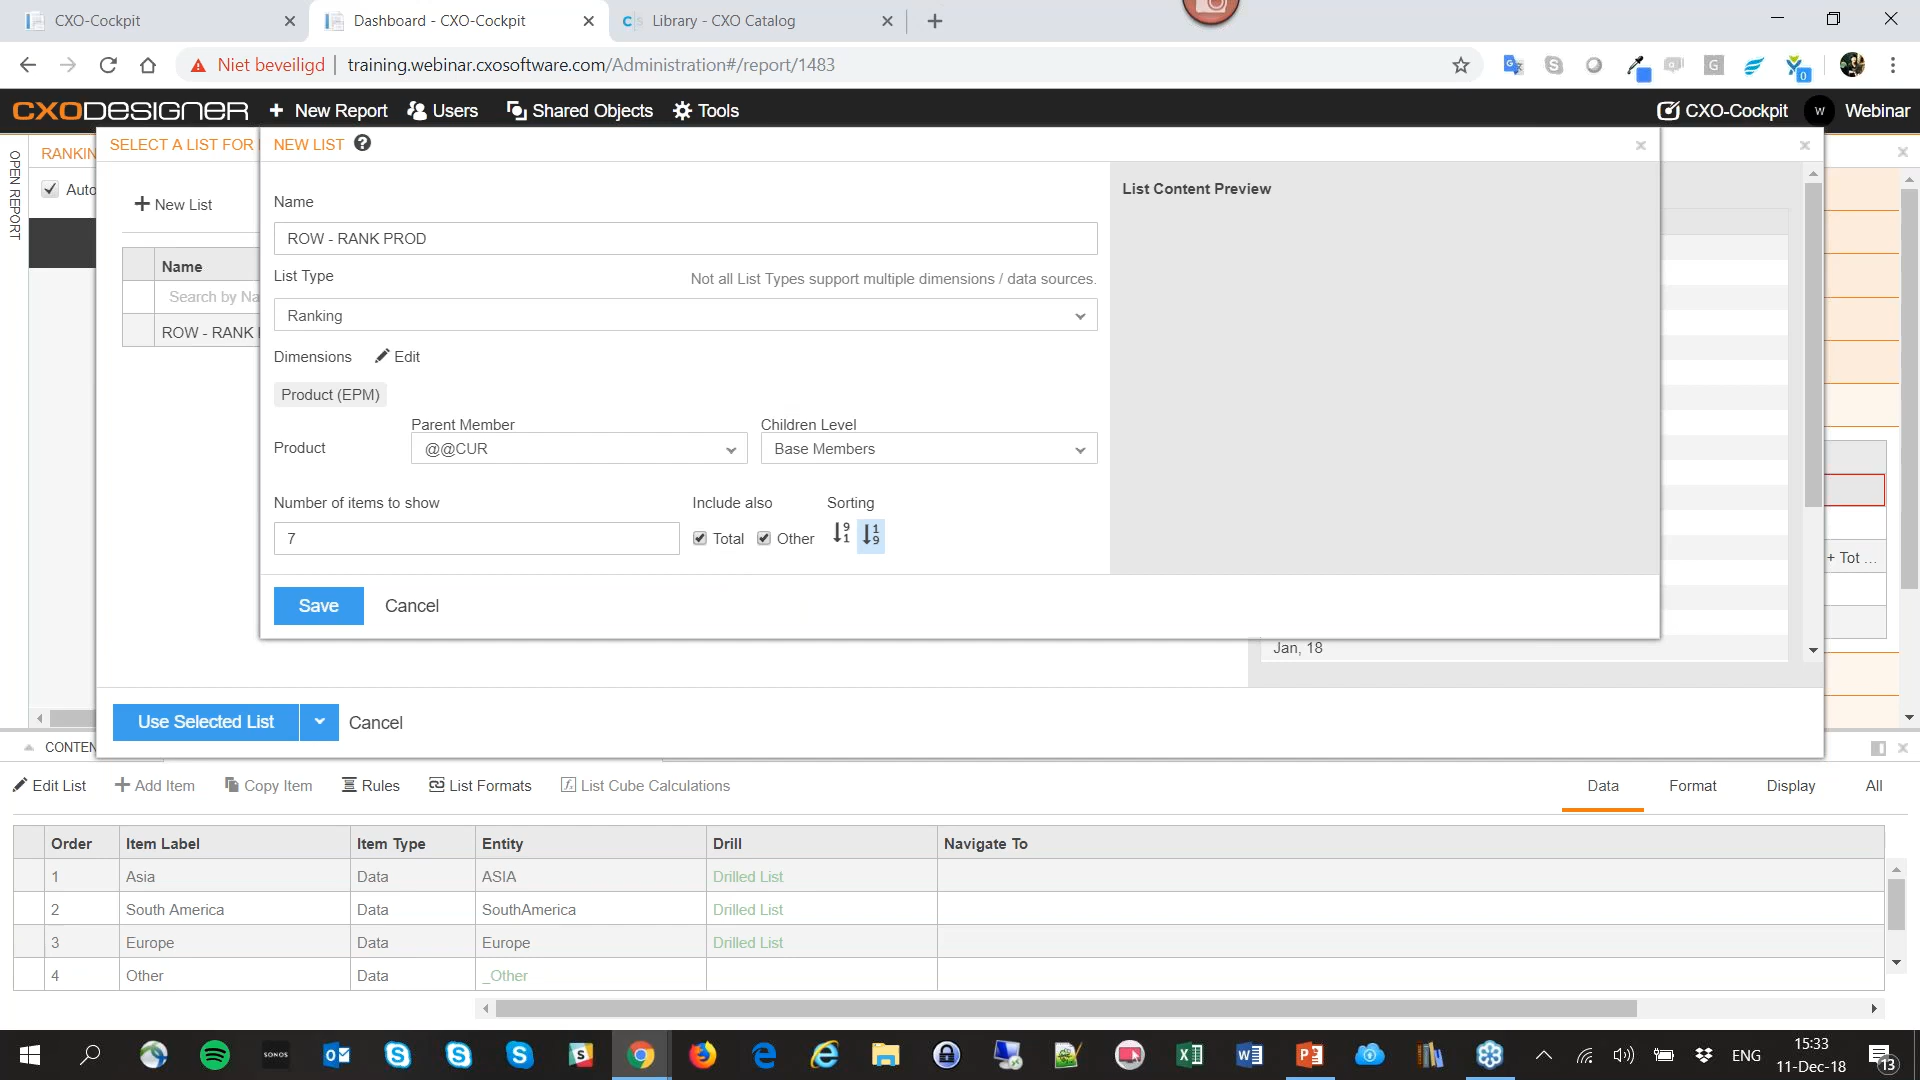 CXO-Cockpit
Dashboard - CXO-Cockpit
Library - CXO Catalog
Niet beveiligd
training.webinar.cxosoftware.com/Administration#/report/1483
CXODESIGNER
New Report
Users
Shared Objects
Tools
CXO-Cockpit
W
Webinar
OPEN REPORT
RANKIN
Auto
SELECT A LIST FOR
NEW LIST
New List
Name
Search by Na
ROW - RANK
Name
ROW - RANK PROD
List Type
Not all List Types support multiple dimensions / data sources.
Ranking
Dimensions
Edit
Product (EPM)
Parent Member
Children Level
Product
@@CUR
Base Members
Number of items to show
Include also
Sorting
7
Total
Other
9
1
1
9
Save
Cancel
List Content Preview
+ Tot ...
Jan, 18
Use Selected List
Cancel
CONTEN
Edit List
Add Item
Copy Item
Rules
List Formats
List Cube Calculations
Data
Format
Display
All
Order
Item Label
Item Type
Entity
Drill
Navigate To
1
Asia
Data
ASIA
Drilled List
2
South America
Data
SouthAmerica
Drilled List
3
Europe
Data
Europe
Drilled List
4
Other
Data
_Other
SONOS
ENG
15:33
11-Dec-18
13